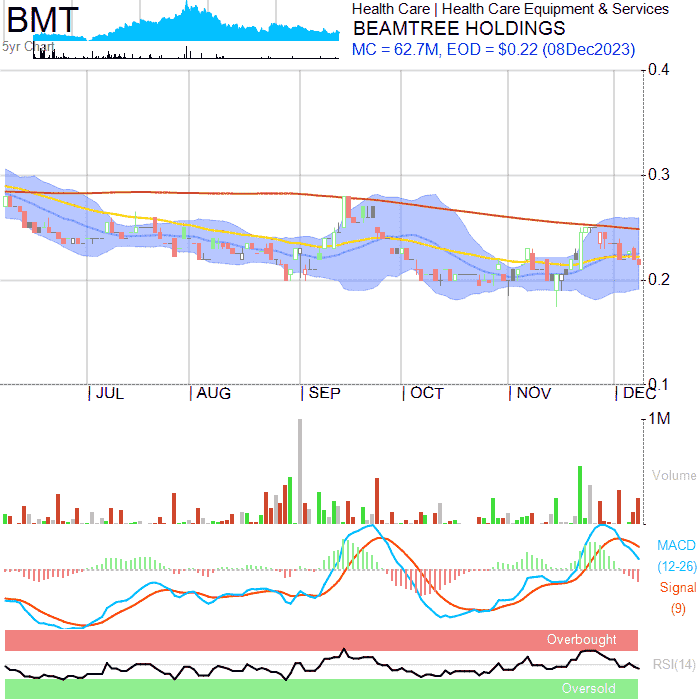 BMT
5yr Chart
Health Care | Health Care Equipment & Services
BEAMTREE HOLDINGS
MC = 62.7M, EOD = $0.22 (08Dec2023)
0.4
0.3
0.2
0.1
JUL AUG SEP OCT NOV DEC
1M
Volume
MACD
(12-26)
Signal
(9)
Overbought
RSI(14)
Oversold